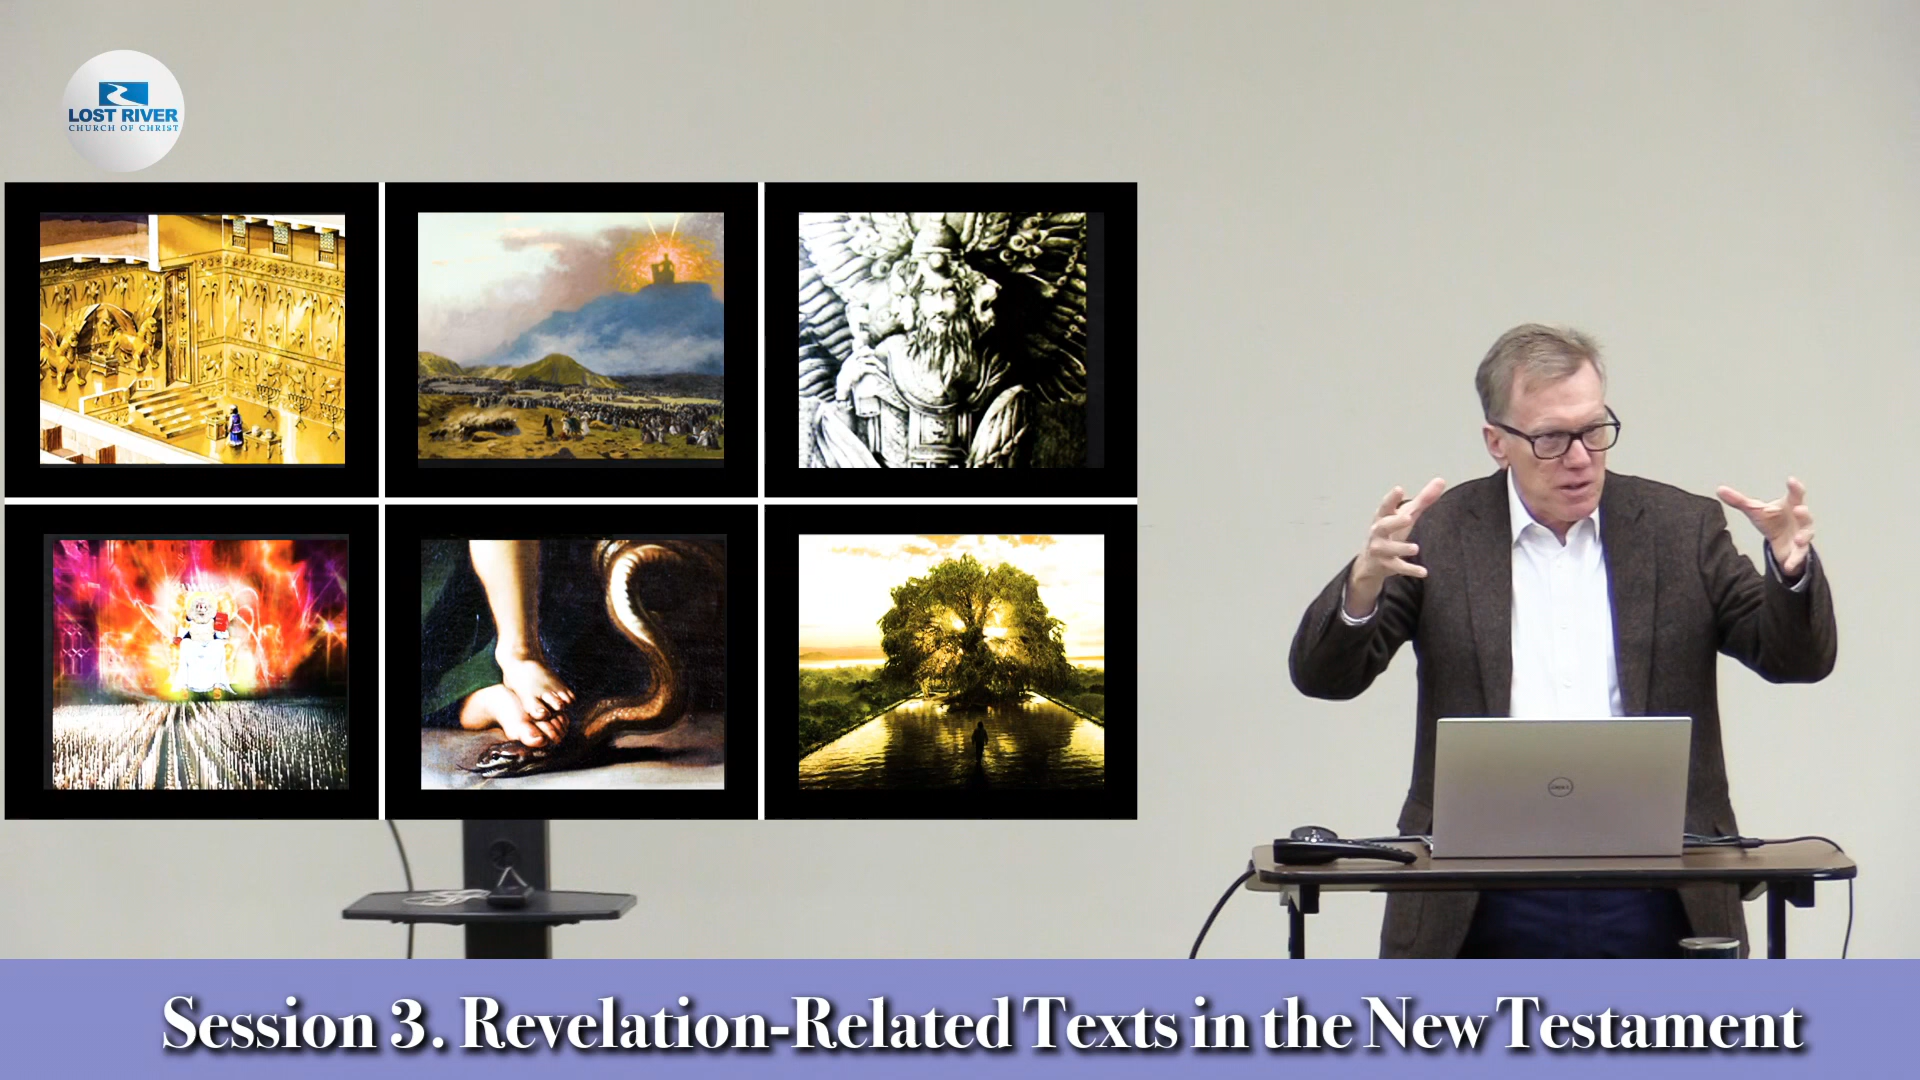 LOST RIVER
CHURCH OF CHRIST
Session 3. Revelation-Related Texts in the New Testament